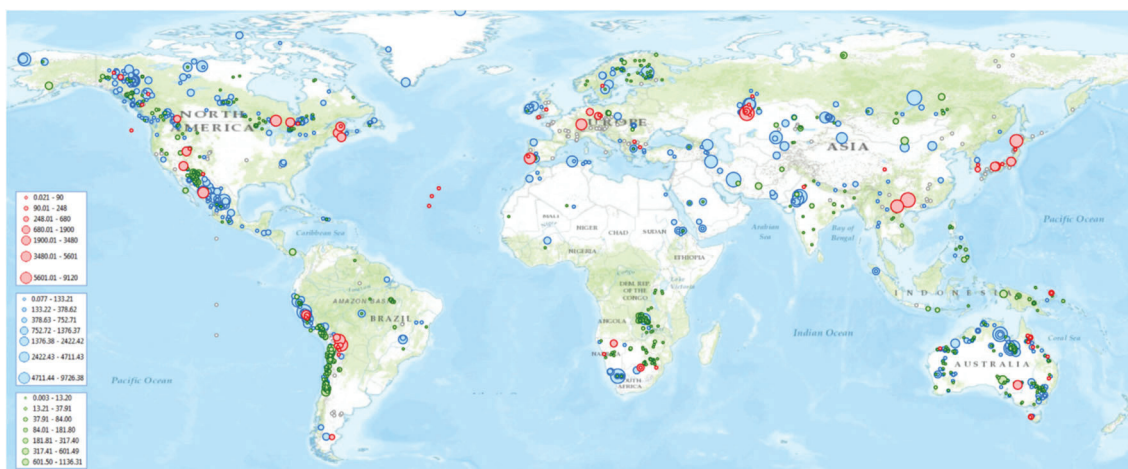 NORTH
AMERICA
EUROPE
ASIA
Pacific Ocean
Caribbean Sea
MALI
NIGER
CHAD
SUDAN
Arabian
Sea
Bay of
Bengal
NIGERIA
ETHIOPIA
DEM. REP
OF THE
CONGO
Lake
Victoria
INDONESIA
AMAZON BASIN
BRAZIL
ANGOLA
Indian Ocean
NAMIBIA
Coral Sea
AUSTRALIA
SOUTH
AFRICA
Pacific Ocean
0.021 - 90
90.01 - 248
248.01 - 680
680.01 - 1900
1900.01 - 3480
3480.01 - 5601
5601.01 - 9120
0.077 - 133.21
133.22 - 378.62
378.63 - 752.71
752.72 - 1376.37
1376.38 - 2422.42
2422.43 - 4711.43
4711.44 - 9726.38
0.003 - 13.20
13.21 - 37.91
37.91 - 84.00
84.01 - 181.80
181.81 - 317.40
317.41 - 601.49
601.50 - 1136.31